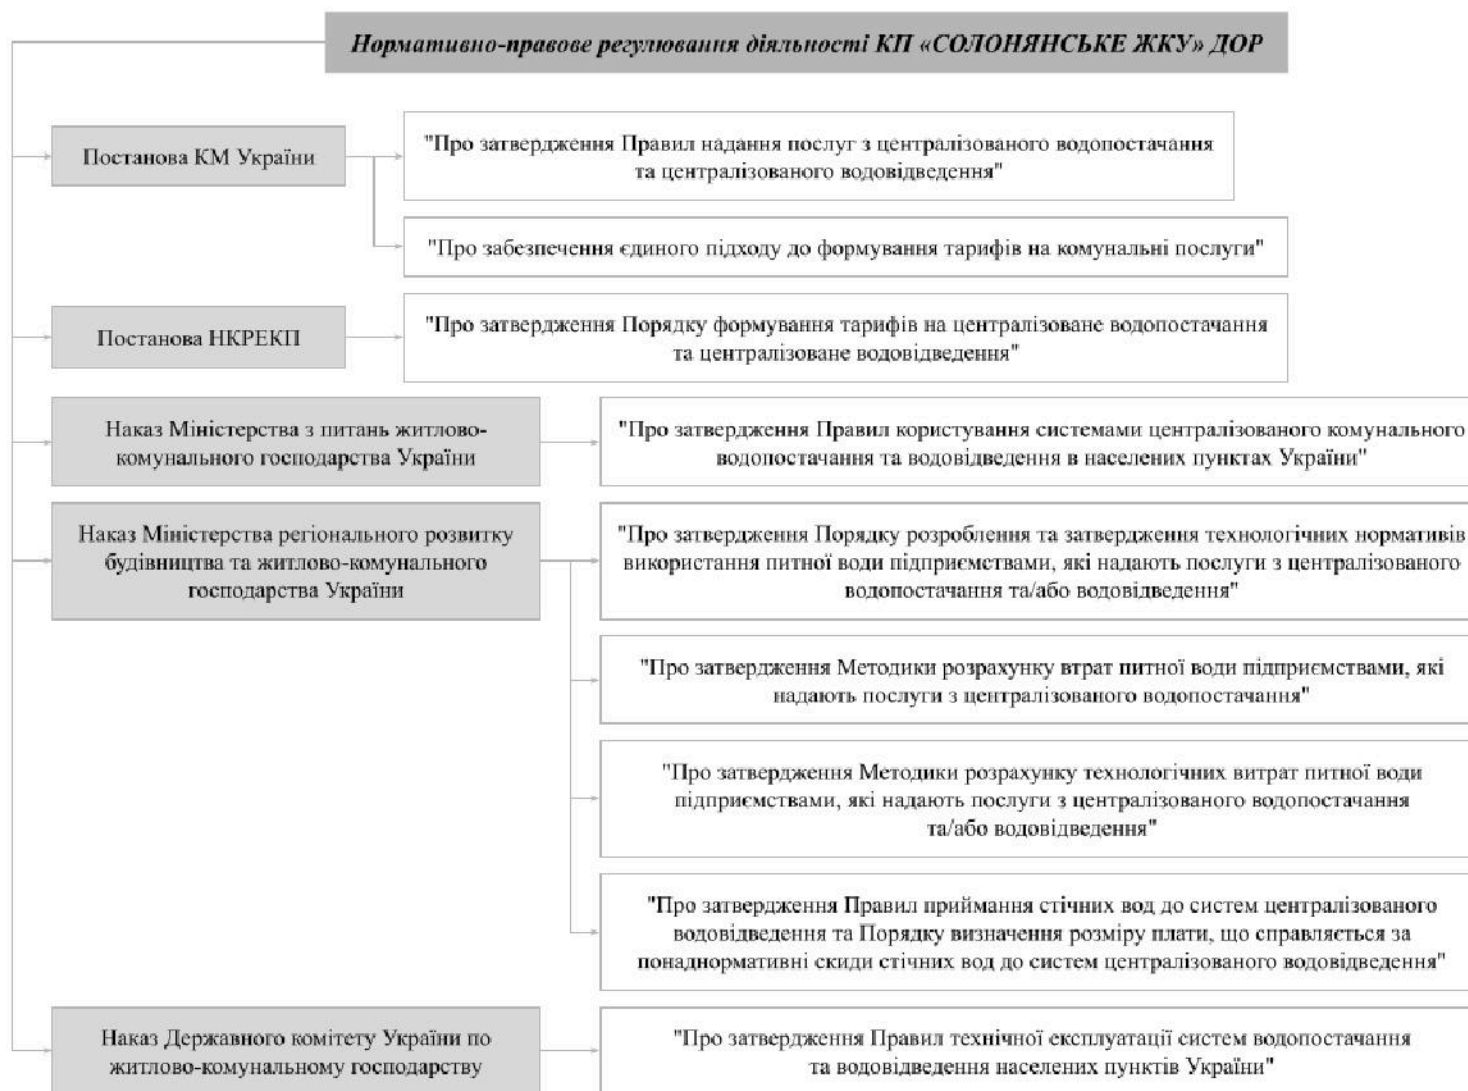 Нормативно-правове регулювання діяльності КП «СОЛОНЯНСЬКЕ ЖКУ» ДОР
Постанова КМ України
"Про затвердження Правил надання послуг з централізованого водопостачання
та централізованого водовідведення"
"Про забезпечення єдиного підходу до формування тарифів на комунальні послуги"
Постанова НКРЕКП
"Про затвердження Порядку формування тарифів на централізоване водопостачання
та централізоване водовідведення"
Наказ Міністерства з питань житлово-
комунального господарства України
"Про затвердження Правил користування системами централізованого комунального
водопостачання та водовідведення в населених пунктах України"
Наказ Міністерства регіонального розвитку
будівництва та житлово-комунального
господарства України
"Про затвердження Порядку розроблення та затвердження технологічних нормативів
використання питної води підприємствами, які надають послуги з централізованого
водопостачання та/або водовідведення"
"Про затвердження Методики розрахунку втрат питної води підприємствами, які
надають послуги з централізованого водопостачання"
"Про затвердження Методики розрахунку технологічних витрат питної води
підприємствами, які надають послуги з централізованого водопостачання
та/або водовідведення"
"Про затвердження Правил приймання стічних вод до систем централізованого
водовідведення та Порядку визначення розміру плати, що справляється за
понаднормативні скиди стічних вод до систем централізованого водовідведення"
Наказ Державного комітету України по
житлово-комунальному господарству
"Про затвердження Правил технічної експлуатації систем водопостачання
та водовідведення населених пунктів України"